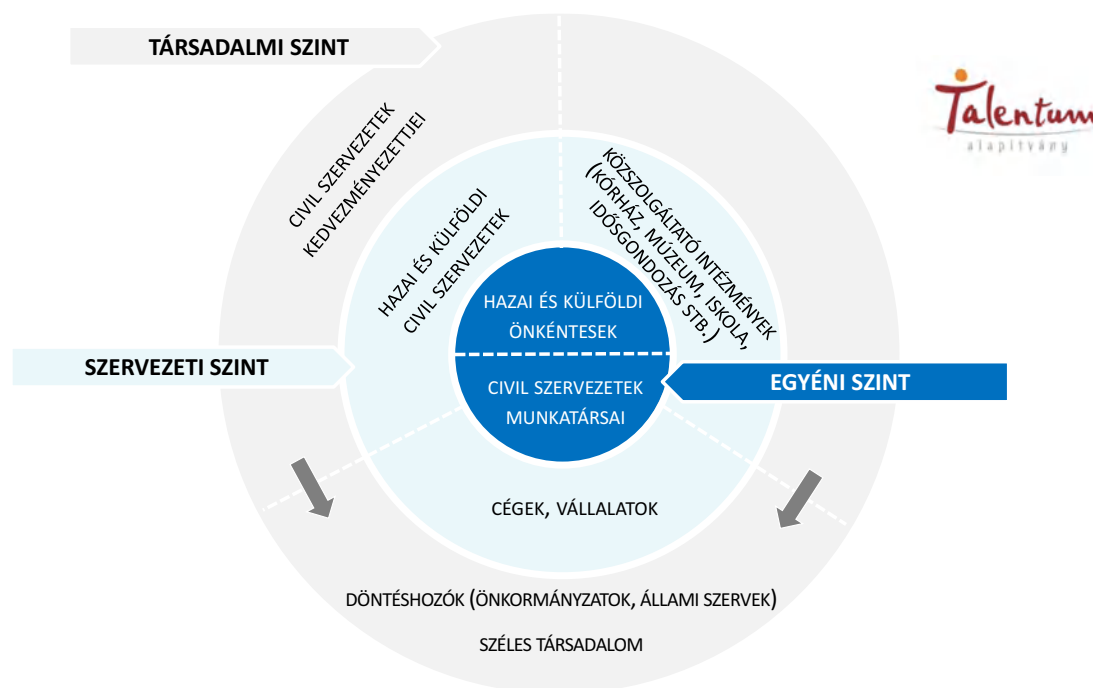 TÁRSADALMI SZINT
Talentum
alapítvány
CIVIL SZERVEZETEK
KEDVEZMÉNYEZETTJEI
HAZAI ÉS KÜLFÖLDI
CIVIL SZERVEZETEK
KÖZSZOLGÁLTATÓ INTÉZMÉNYEK
(KÓRHÁZ, MÚZEUM, ISKOLA,
IDŐSGONDOZÁS STB.)
HAZAI ÉS KÜLFÖLDI
ÖNKÉNTESEK
SZERVEZETI SZINT
CIVIL SZERVEZETEK
MUNKATÁRSAI
EGYÉNI SZINT
CÉGEK, VÁLLALATOK
DÖNTÉSHOZÓK (ÖNKORMÁNYZATOK, ÁLLAMI SZERVEK)
SZÉLES TÁRSADALOM